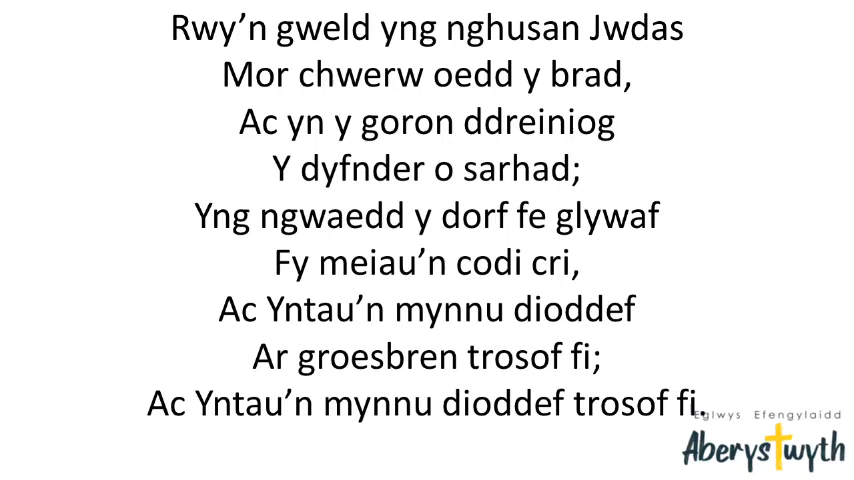 Rwy’n gweld yng nghusan Jwdas
Mor chwerw oedd y brad,
Ac yn y goron ddreiniog
Y dyfnder o sarhad;
Yng ngwaedd y dorf fe glywaf
Fy meiau’n codi cri,
Ac Yntau’n mynnu dioddef
Ar groesbren trosof fi;
Ac Yntau’n mynnu dioddef trosof fi.
Eglwys Efengylaidd
Aberystwyth